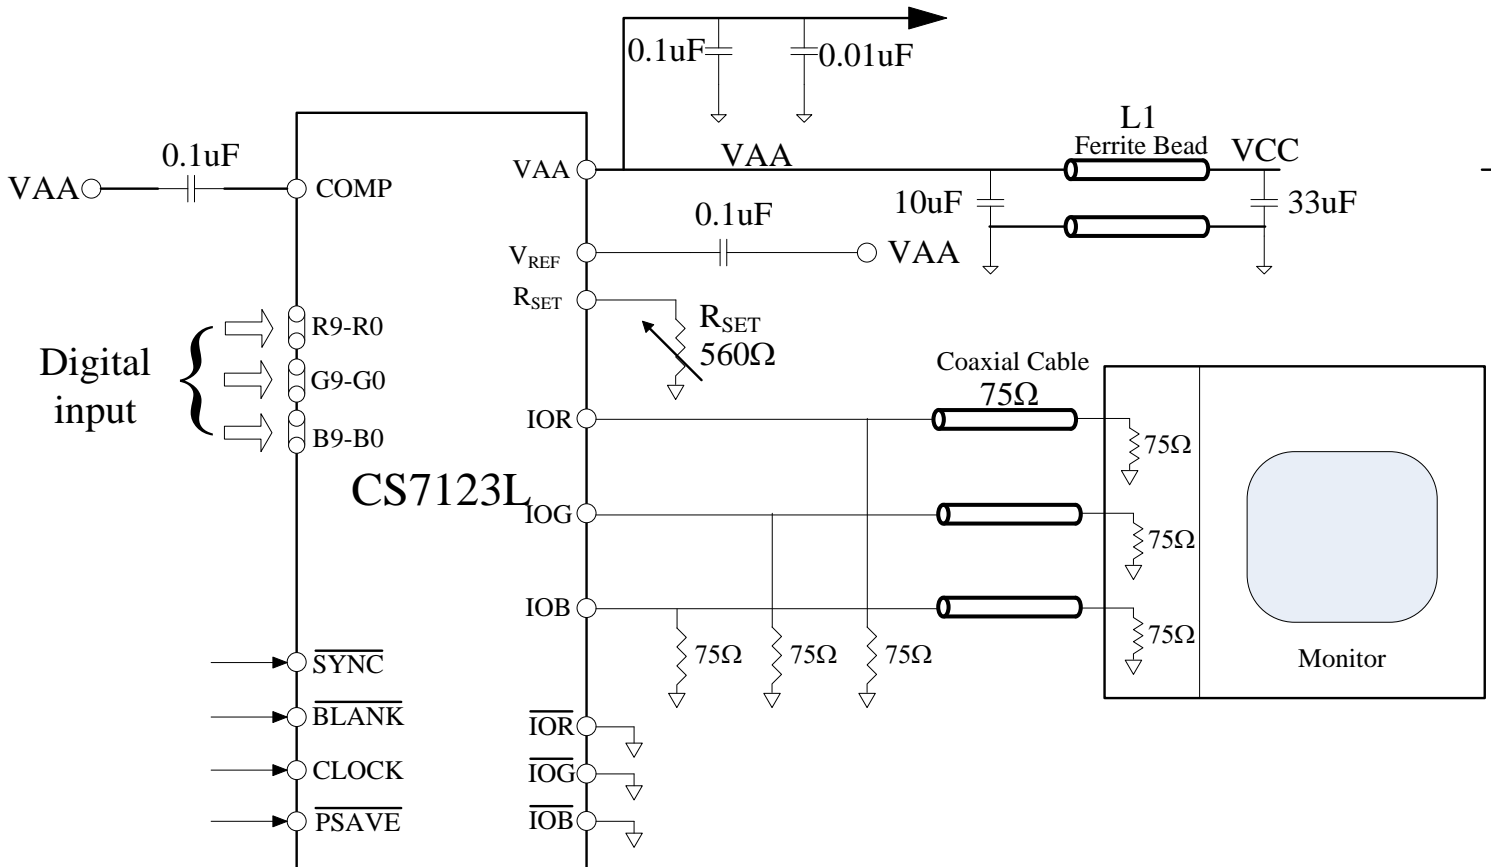 0.1uF
0.01uF
L1
Ferrite Bead
VCC
0.1uF
VAA
VAA
VAA
COMP
10uF
33uF
0.1uF
VREF
VAA
RSET
RSET
560Ω
Digital
input
R9-R0
G9-G0
B9-B0
Coaxial Cable
75Ω
IOR
75Ω
CS7123L
IOG
75Ω
IOB
75Ω
75Ω
75Ω
75Ω
Monitor
SYNC
BLANK
IOR
CLOCK
IOG
PSAVE
IOB